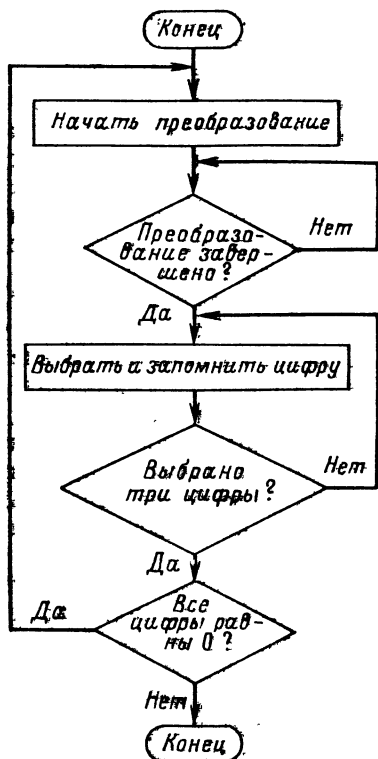 Конец
Начать преобразование
Преобразо-
вание завер-
шено?
Нет
Да
Выбрать и запомнить цифру
Выбрано
три цифры?
Нет
Да
Все
цифры рав-
ны 0?
Да
Нет
Конец